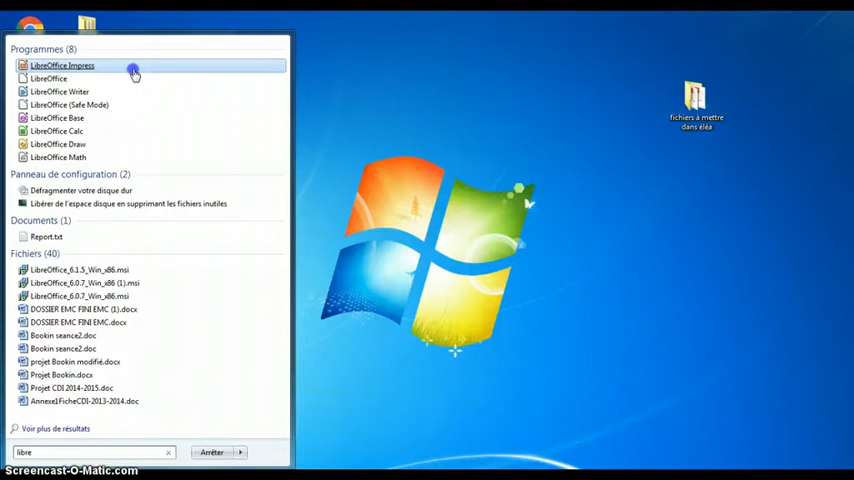 Programmes (8)
LibreOffice Impress
LibreOffice
LibreOffice Writer
LibreOffice (Safe Mode)
LibreOffice Base
LibreOffice Calc
LibreOffice Draw
LibreOffice Math
Panneau de configuration (2)
Défragmenter votre disque dur
Libérer de l'espace disque en supprimant les fichiers inutiles
Documents (1)
Report.txt
Fichiers (40)
LibreOffice_6.1.5_Win_x86.msi
LibreOffice_6.0.7_Win_x86 (1).msi
LibreOffice_6.0.7_Win_x86.msi
DOSSIER EMC FINI EMC (1).docx
DOSSIER EMC FINI EMC.docx
Bookin seance2.doc
Bookin seance2.doc
projet Bookin modifié.docx
Projet Bookin.docx
Projet CDI 2014-2015.doc
Annexe1FicheCDI-2013-2014.doc
Voir plus de résultats
libre
Arrêter
fichiers à mettre
dans éléa
Screencast-O-Matic.com